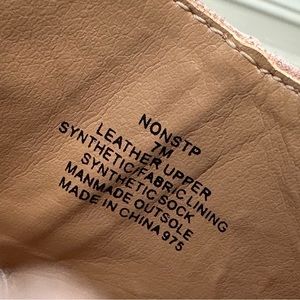 NONSTP
7M
LEATHER UPPER
SYNTHETIC/FABRIC LINING
SYNTHETIC SOCK
MANMADE OUTSOLE
MADE IN CHINA 975